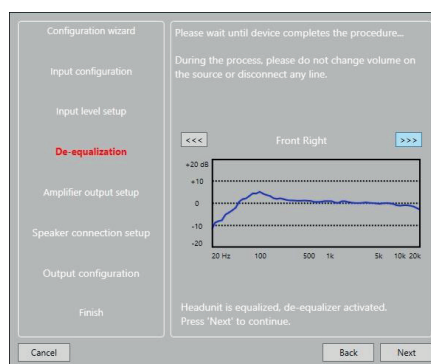 Configuration wizard
Input configuration
Input level setup
De-equalization
Amplifier output setup
Speaker connection setup
Output configuration
Finish
Please wait until device completes the procedure...
During the process, please do not change volume on
the source or disconnect any line.
<<< Front Right >>>
+20 dB
+10
0
-10
-20
20 Hz 100 500 1k 5k 10k 20k
Headunit is equalized, de-equalizer activated.
Press 'Next' to continue.
Cancel Back Next